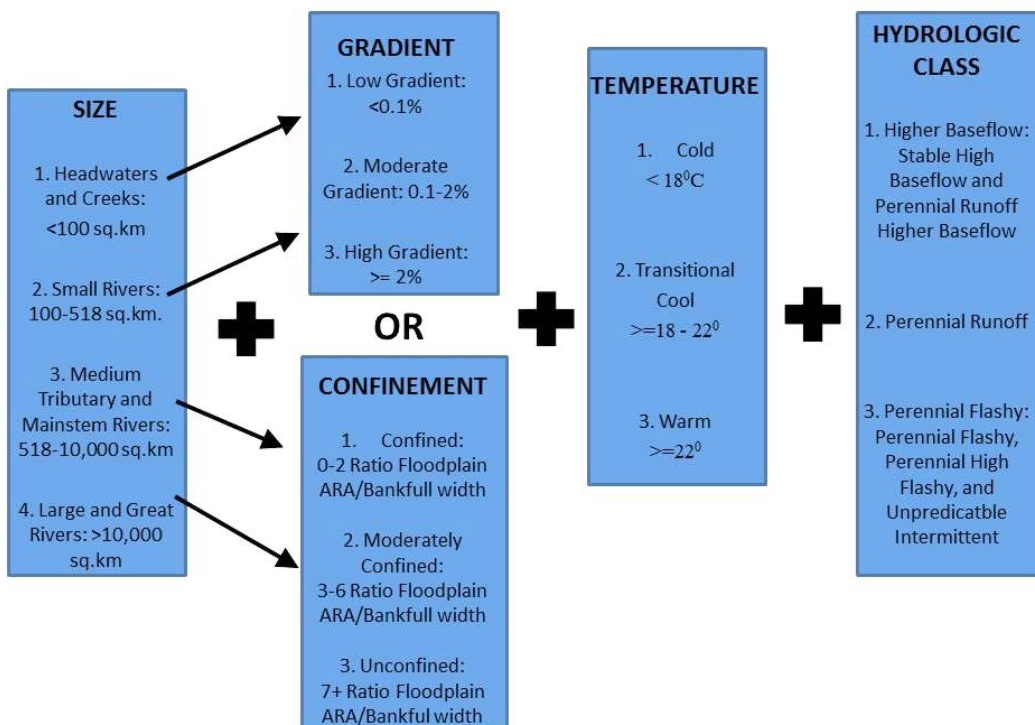 SIZE
1. Headwaters
and Creeks:
<100 sq.km
2. Small Rivers:
100-518 sq.km.
3. Medium
Tributary and
Mainstem Rivers:
518-10,000 sq.km
4. Large and Great
Rivers: >10,000
sq.km
GRADIENT
1. Low Gradient:
<0.1%
2. Moderate
Gradient: 0.1-2%
3. High Gradient:
>= 2%
OR
CONFINEMENT
1. Confined:
0-2 Ratio Floodplain
ARA/Bankfull width
2. Moderately
Confined:
3-6 Ratio Floodplain
ARA/Bankfull width
3. Unconfined:
7+ Ratio Floodplain
ARA/Bankful width
TEMPERATURE
1. Cold
< 18⁰C
2. Transitional
Cool
>=18 - 22⁰
3. Warm
>=22⁰
HYDROLOGIC
CLASS
1. Higher Baseflow:
Stable High
Baseflow and
Perennial Runoff
Higher Baseflow
2. Perennial Runoff
3. Perennial Flashy:
Perennial Flashy,
Perennial High
Flashy, and
Unpredicatble
Intermittent